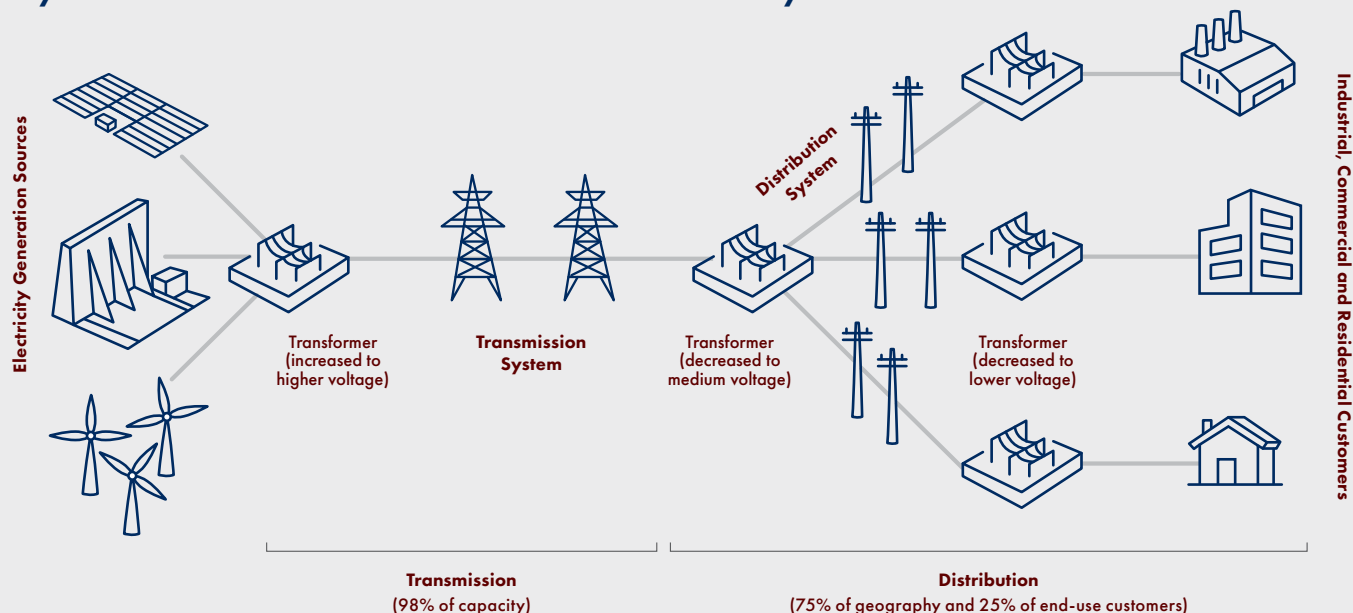 Electricity Generation Sources
Transformer
(increased to
higher voltage)
Transmission
System
Transformer
(decreased to
medium voltage)
Distribution
System
Transformer
(decreased to
lower voltage)
Industrial, Commercial and Residential Customers
Transmission
(98% of capacity)
Distribution
(75% of geography and 25% of end-use customers)